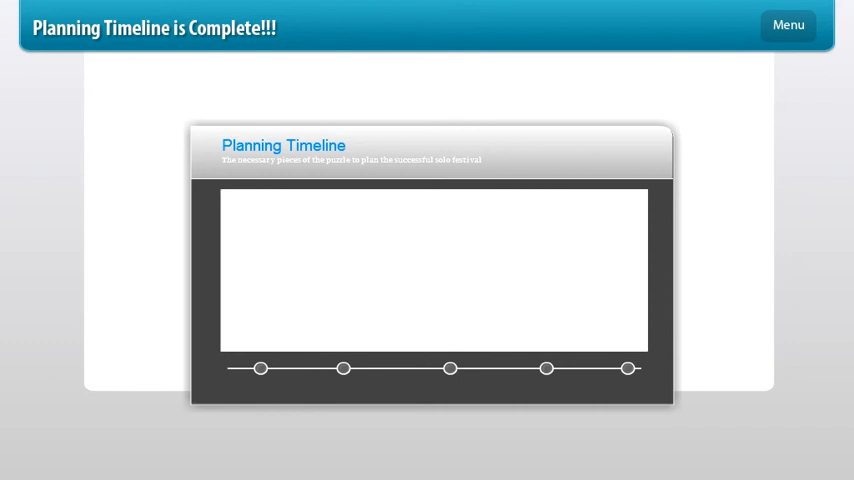 Planning Timeline is Complete!!!
Menu
Planning Timeline
The necessary pieces of the puzzle to plan the successful solo festival